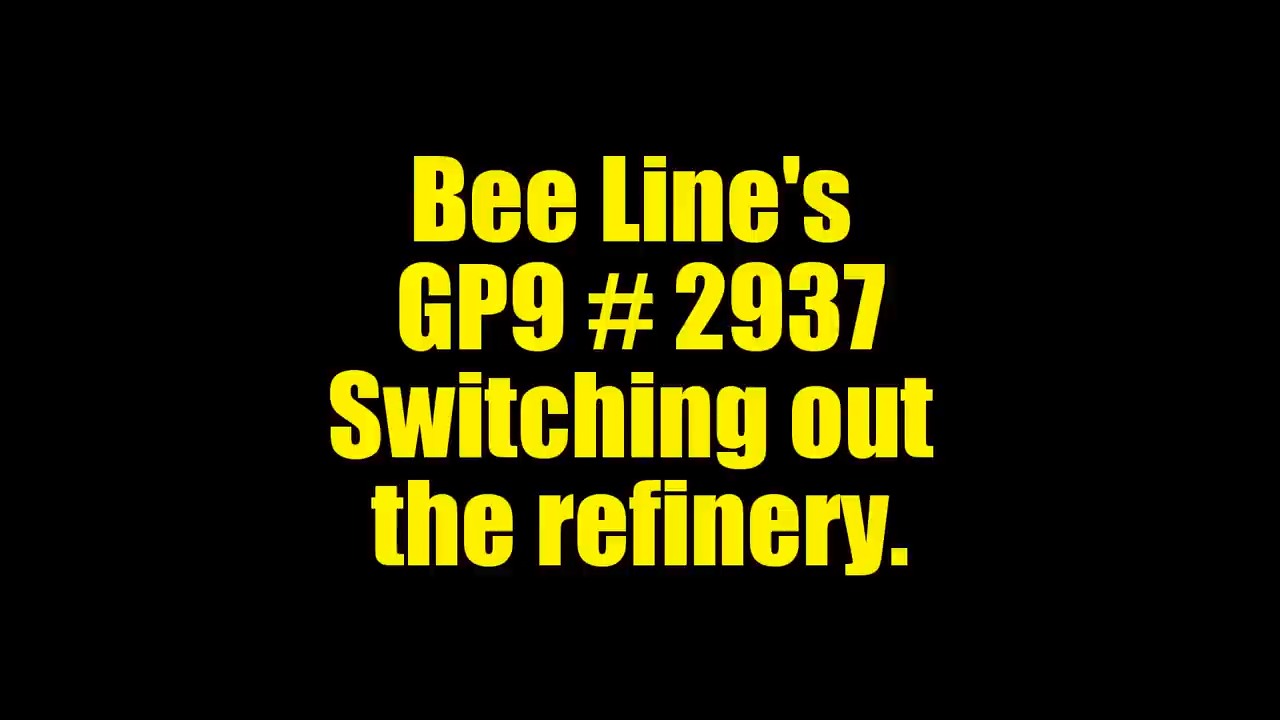 Bee Line's
GP9 # 2937
Switching out
the refinery.